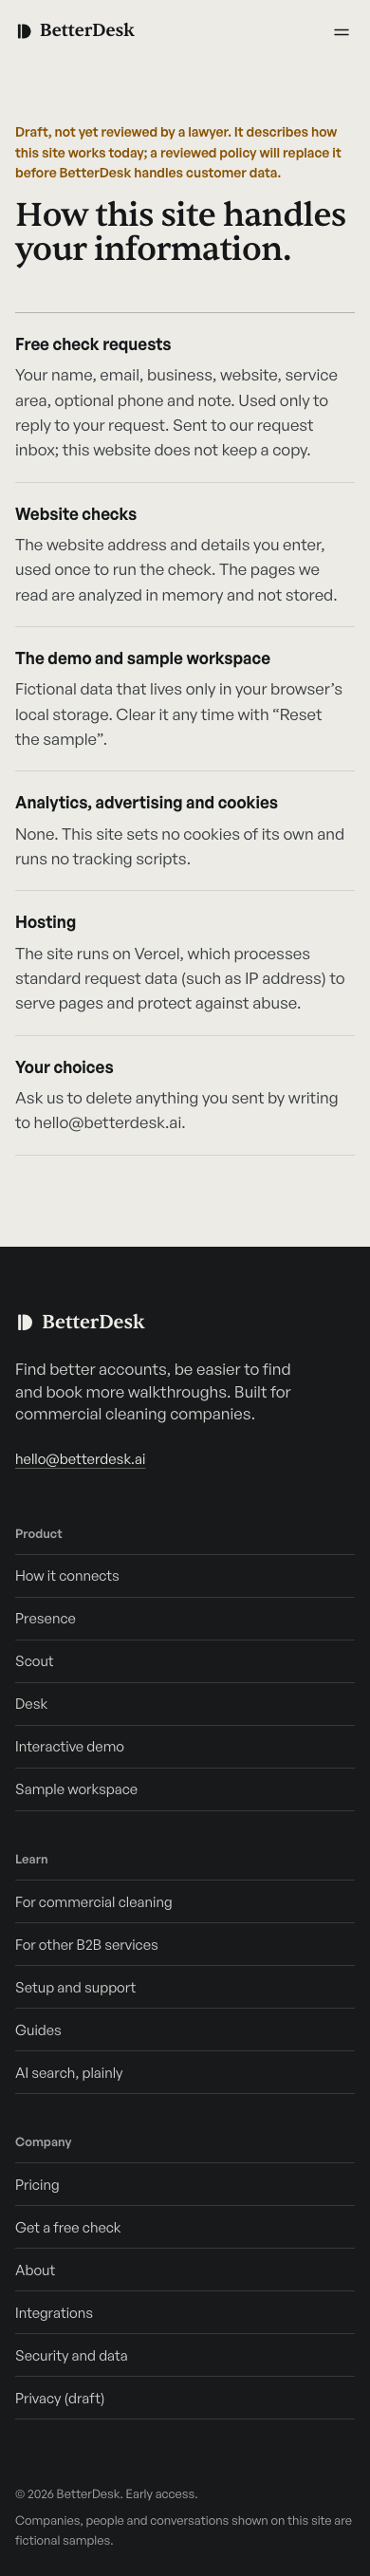 BetterDesk
Draft, not yet reviewed by a lawyer. It describes how
this site works today; a reviewed policy will replace it
before BetterDesk handles customer data.
How this site handles
your information.
Free check requests
Your name, email, business, website, service
area, optional phone and note. Used only to
reply to your request. Sent to our request
inbox; this website does not keep a copy.
Website checks
The website address and details you enter,
used once to run the check. The pages we
read are analyzed in memory and not stored.
The demo and sample workspace
Fictional data that lives only in your browser’s
local storage. Clear it any time with “Reset
the sample”.
Analytics, advertising and cookies
None. This site sets no cookies of its own and
runs no tracking scripts.
Hosting
The site runs on Vercel, which processes
standard request data (such as IP address) to
serve pages and protect against abuse.
Your choices
Ask us to delete anything you sent by writing
to hello@betterdesk.ai.
BetterDesk
Find better accounts, be easier to find
and book more walkthroughs. Built for
commercial cleaning companies.
hello@betterdesk.ai
Product
How it connects
Presence
Scout
Desk
Interactive demo
Sample workspace
Learn
For commercial cleaning
For other B2B services
Setup and support
Guides
AI search, plainly
Company
Pricing
Get a free check
About
Integrations
Security and data
Privacy (draft)
© 2026 BetterDesk. Early access.
Companies, people and conversations shown on this site are
fictional samples.